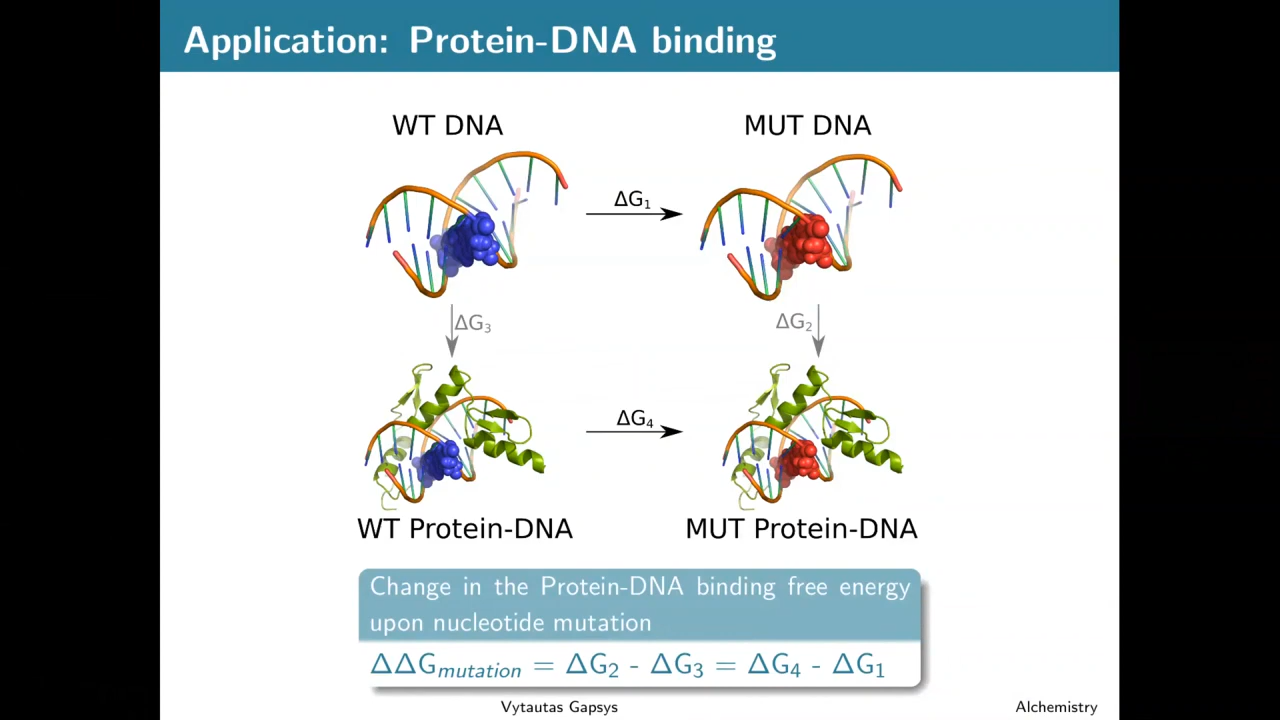 Application: Protein-DNA binding
WT DNA
MUT DNA
ΔG₁
ΔG₃
ΔG₂
ΔG₄
WT Protein-DNA
MUT Protein-DNA
Change in the Protein-DNA binding free energy
upon nucleotide mutation
ΔΔGmutation = ΔG₂ - ΔG₃ = ΔG₄ - ΔG₁
Vytautas Gapsys
Alchemistry